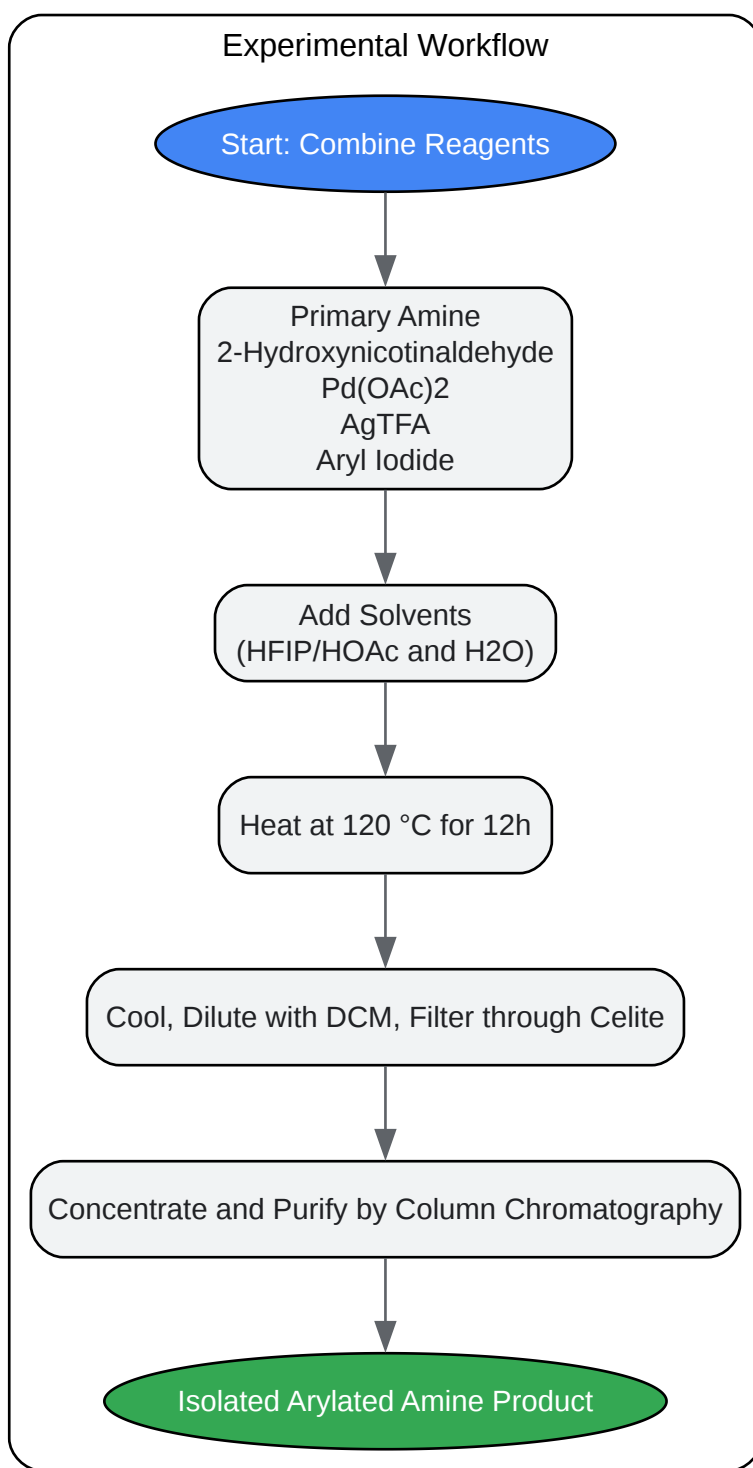 Experimental Workflow
Start: Combine Reagents
Primary Amine
2-Hydroxynicotinaldehyde
Pd(OAc)2
AgTFA
Aryl Iodide
Add Solvents
(HFIP/HOAc and H2O)
Heat at 120 °C for 12h
Cool, Dilute with DCM, Filter through Celite
Concentrate and Purify by Column Chromatography
Isolated Arylated Amine Product